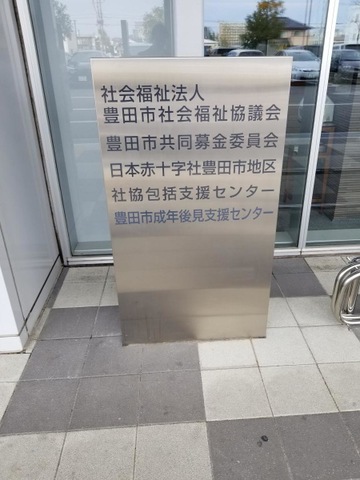 社会福祉法人
豊田市社会福祉協議会
豊田市共同募金委員会
日本赤十字社豊田市地区
社協包括支援センター
豊田市成年後見支援センター